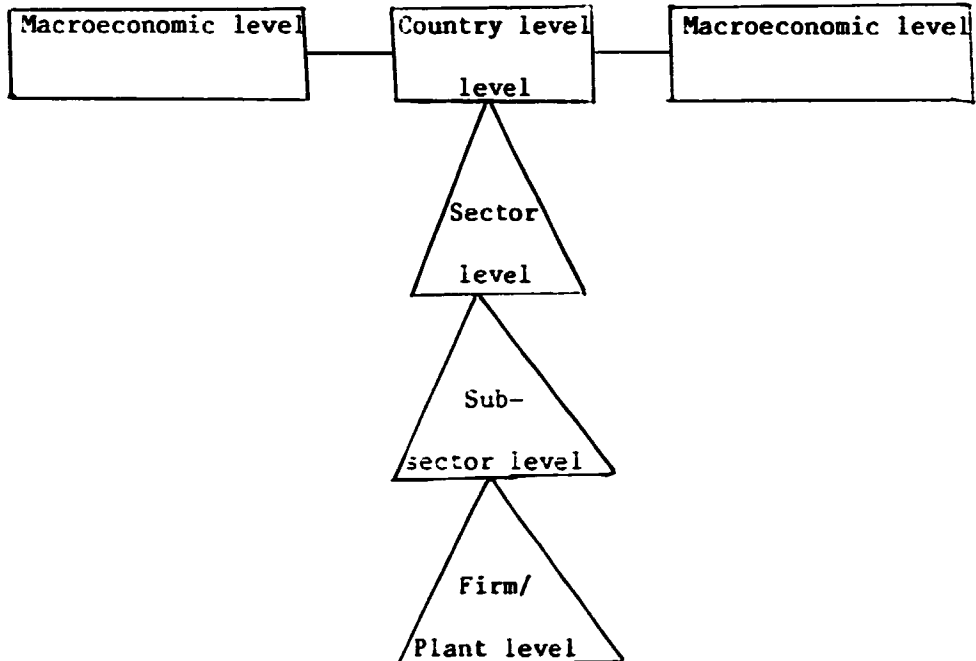 Macroeconomic level
Country level
level
Macroeconomic level
Sector
level
Sub-
sector level
Firm/
Plant level